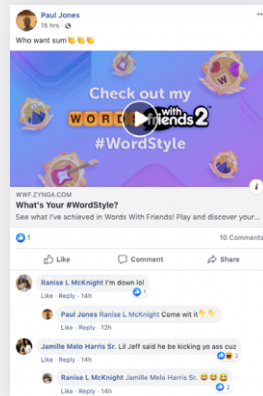 Paul Jones
15 hrs ·
Who want sum
Check out my
WORDS with friends 2
#WordStyle
WWF.ZYNGA.COM
What's Your #WordStyle?
See what I've achieved in Words With Friends! Play and discover your...
1
10 Comments
Like Comment Share
Ranise L McKnight I'm down lol
1
Like · Reply · 14h
Paul Jones Ranise L McKnight Come wit it👇👇
Like · Reply · 12h
Jamille Melo Harris Sr. Lil Jeff said he be kicking yo ass cuz
2
Like · Reply · 14h
Ranise L McKnight Jamille Melo Harris Sr. 😂😂😂
2
Like · Reply · 14h